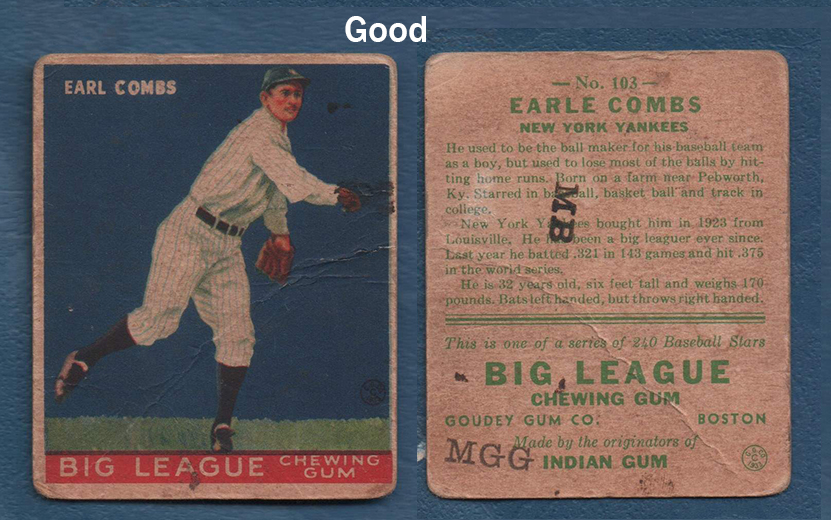 Good
EARL COMBS
BIG LEAGUE CHEWING GUM
— No. 103 —
EARLE COMBS
NEW YORK YANKEES
He used to be the ball maker for his baseball team
as a boy, but used to lose most of the balls by hit-
ting home runs. Born on a farm near Pebworth,
Ky. Starred in baseball, basket ball and track in
college.
New York Yankees bought him in 1923 from
Louisville. He has been a big leaguer ever since.
Last year he batted .321 in 143 games and hit .375
in the world series.
He is 32 years old, six feet tall and weighs 170
pounds. Bats left handed, but throws right handed.
MB
This is one of a series of 240 Baseball Stars
BIG LEAGUE
CHEWING GUM
GOUDEY GUM CO. BOSTON
Made by the originators of
MGG INDIAN GUM